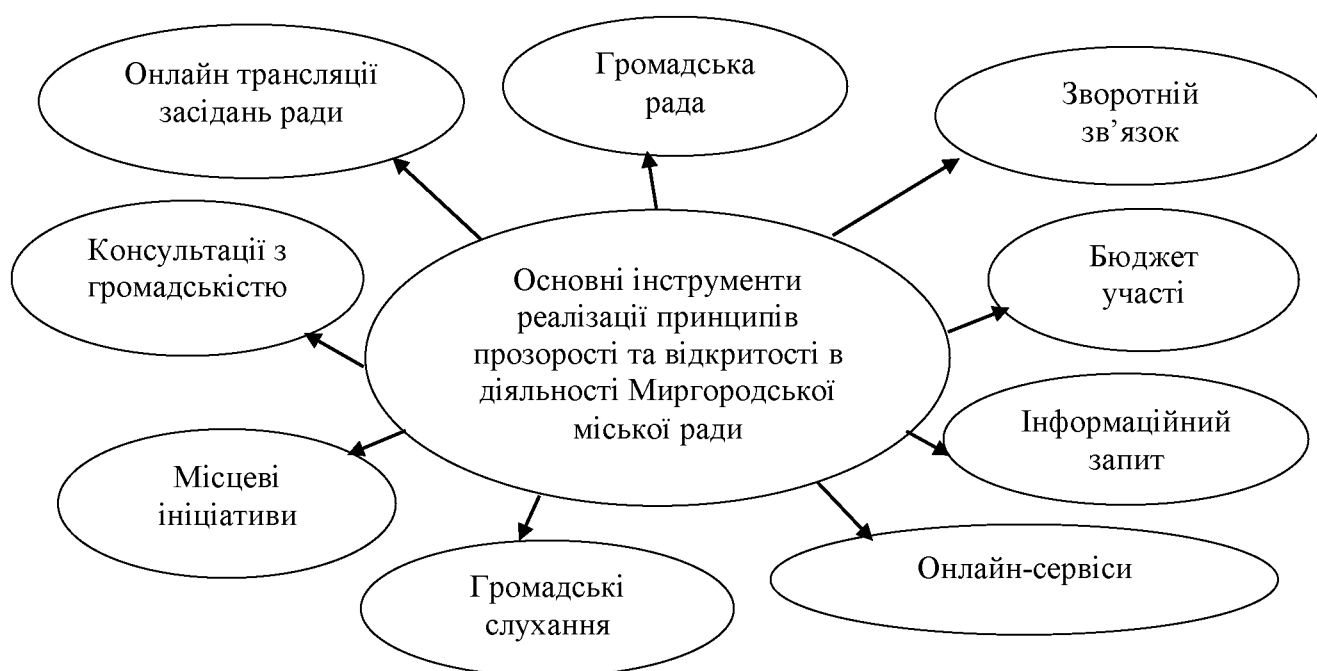 Онлайн трансляції
засідань ради
Громадська
рада
Зворотній
зв’язок
Консультації з
громадськістю
Основні інструменти
реалізації принципів
прозорості та відкритості в
діяльності Миргородської
міської ради
Бюджет
участі
Інформаційний
запит
Місцеві
ініціативи
Громадські
слухання
Онлайн-сервіси